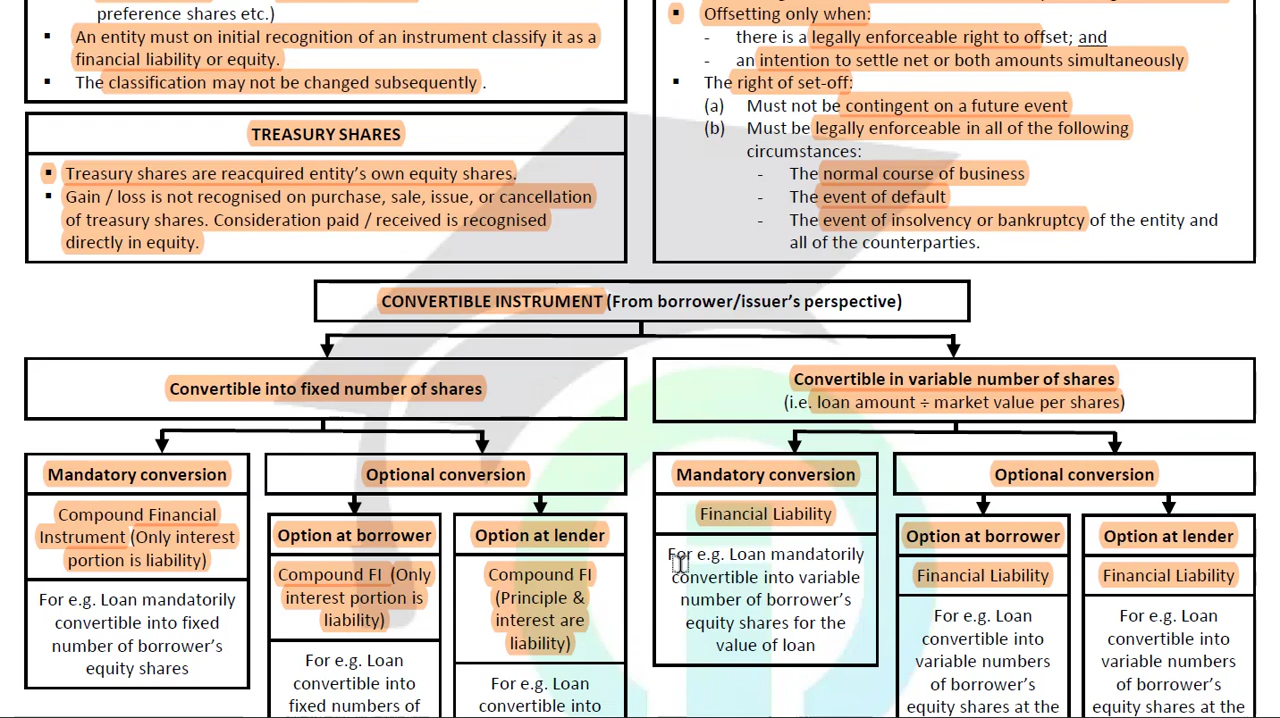 preference shares etc.)
▪ An entity must on initial recognition of an instrument classify it as a
financial liability or equity.
▪ The classification may not be changed subsequently .
TREASURY SHARES
▪ Treasury shares are reacquired entity’s own equity shares.
▪ Gain / loss is not recognised on purchase, sale, issue, or cancellation
of treasury shares. Consideration paid / received is recognised
directly in equity.
▪ Offsetting only when:
- there is a legally enforceable right to offset; and
- an intention to settle net or both amounts simultaneously
▪ The right of set-off:
(a) Must not be contingent on a future event
(b) Must be legally enforceable in all of the following
circumstances:
- The normal course of business
- The event of default
- The event of insolvency or bankruptcy of the entity and
all of the counterparties.
CONVERTIBLE INSTRUMENT (From borrower/issuer’s perspective)
Convertible into fixed number of shares
Mandatory conversion
Compound Financial
Instrument (Only interest
portion is liability)
For e.g. Loan mandatorily
convertible into fixed
number of borrower’s
equity shares
Optional conversion
Option at borrower
Compound FI (Only
interest portion is
liability)
For e.g. Loan
convertible into
fixed numbers of
Option at lender
Compound FI
(Principle &
interest are
liability)
For e.g. Loan
convertible into
Convertible in variable number of shares
(i.e. loan amount ÷ market value per shares)
Mandatory conversion
Financial Liability
For e.g. Loan mandatorily
convertible into variable
number of borrower’s
equity shares for the
value of loan
Optional conversion
Option at borrower
Financial Liability
For e.g. Loan
convertible into
variable numbers
of borrower’s
equity shares at the
Option at lender
Financial Liability
For e.g. Loan
convertible into
variable numbers
of borrower’s
equity shares at the